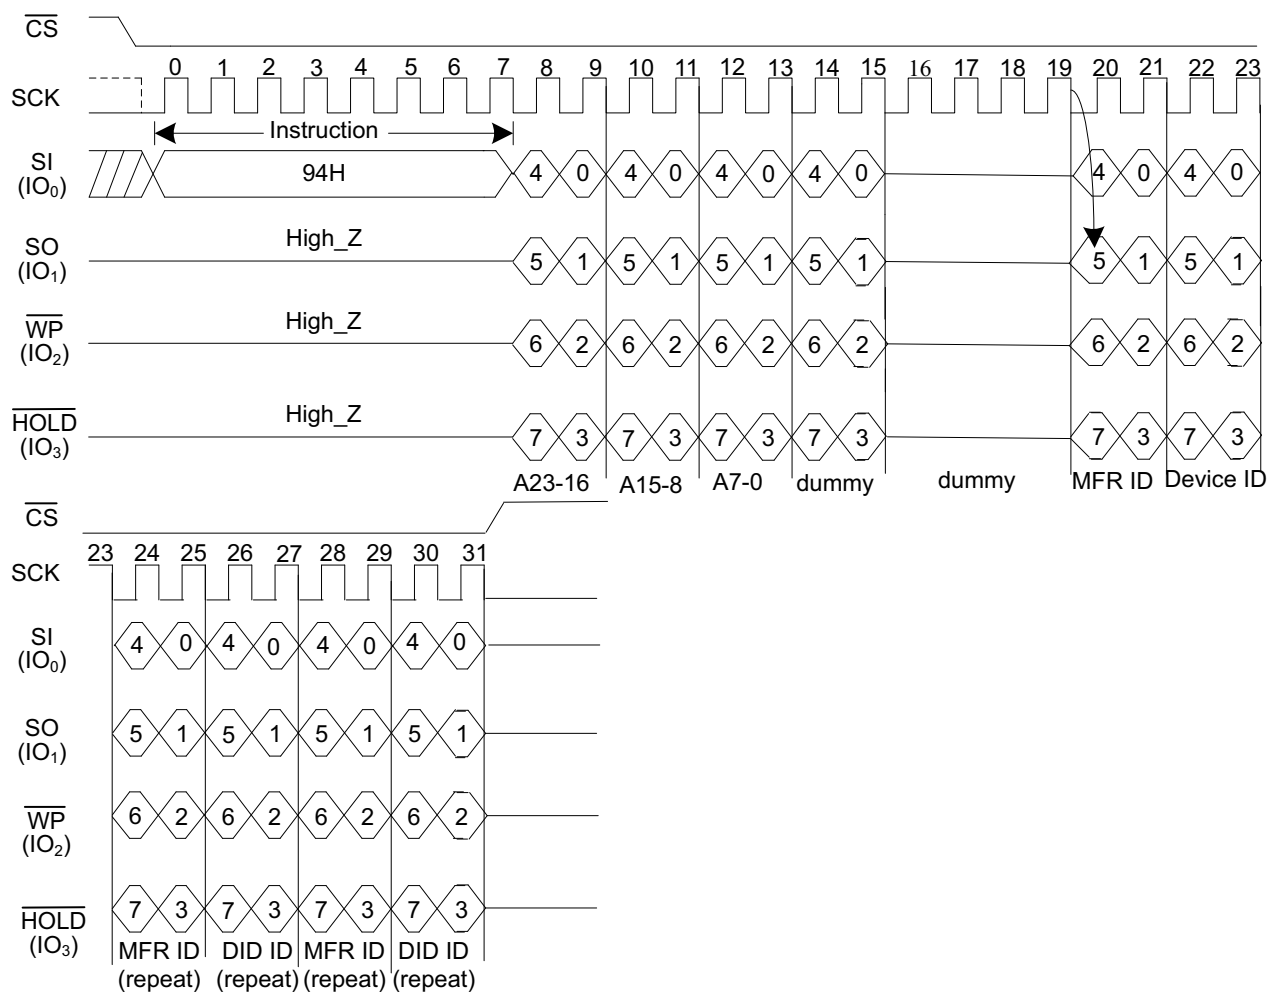 CS
0 1 2 3 4 5 6 7 8 9 10 11 12 13 14 15 16 17 18 19 20 21 22 23
SCK
Instruction
SI
(IO0)
94H
4 0 4 0 4 0 4 0 4 0 4 0
SO
(IO1)
High_Z
5 1 5 1 5 1 5 1 5 1 5 1
WP
(IO2)
High_Z
6 2 6 2 6 2 6 2 6 2 6 2
HOLD
(IO3)
High_Z
7 3 7 3 7 3 7 3 7 3 7 3
A23-16 A15-8 A7-0 dummy dummy MFR ID Device ID
CS
23 24 25 26 27 28 29 30 31
SCK
SI
(IO0)
4 0 4 0 4 0 4 0
SO
(IO1)
5 1 5 1 5 1 5 1
WP
(IO2)
6 2 6 2 6 2 6 2
HOLD
(IO3)
7 3 7 3 7 3 7 3
MFR ID DID ID MFR ID DID ID
(repeat) (repeat) (repeat) (repeat)